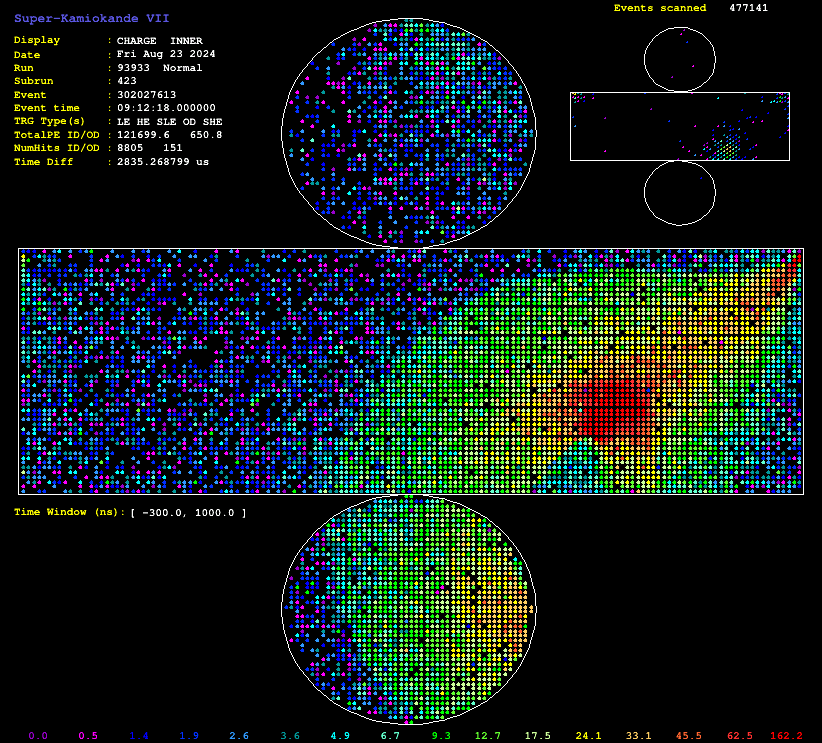 Super-Kamiokande VII
Events scanned 477141
Display : CHARGE INNER
Date : Fri Aug 23 2024
Run : 93933 Normal
Subrun : 423
Event : 302027613
Event time : 09:12:18.000000
TRG Type(s) : LE HE SLE OD SHE
TotalPE ID/OD : 121699.6 650.8
NumHits ID/OD : 8805 151
Time Diff : 2835.268799 us
Time Window (ns): [ -300.0, 1000.0 ]
0.0 0.5 1.4 1.9 2.6 3.6 4.9 6.7 9.3 12.7 17.5 24.1 33.1 45.5 62.5 162.2